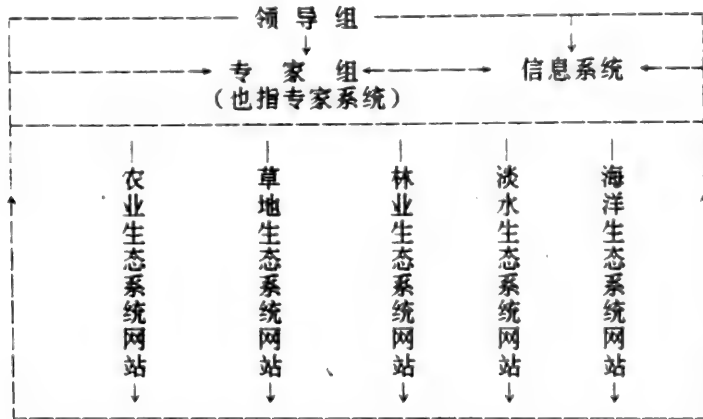 领导组
专家组 信息系统
(也指专家系统)
农业生态系统网站
草地生态系统网站
林业生态系统网站
淡水生态系统网站
海洋生态系统网站